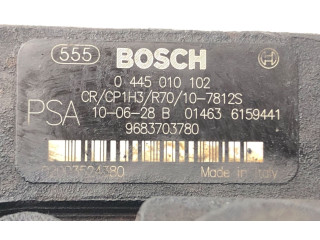 555 BOSCH
0 445 010 102
CR/CP1H3/R70/10-7812S
PSA 10-06-28 B 01463 6159441
9683703780
Made in Italy